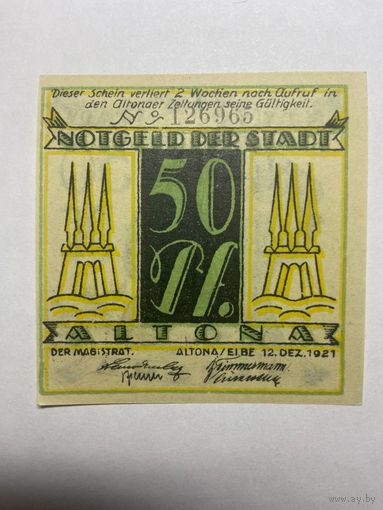 Dieser Schein verliert 2 Wochen nach Aufruf in
den Altonaer Zeitungen seine Gültigkeit.
No 126965
NOTGELD DER STADT
50
Pf.
ALTONA
DER MAGISTRAT. ALTONA/ELBE 12. DEZ. 1921
ay.by